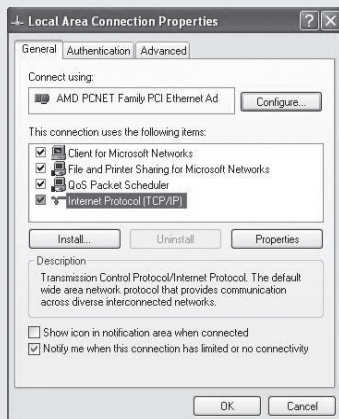 Local Area Connection Properties
General Authentication Advanced
Connect using:
AMD PCNET Family PCI Ethernet Ad Configure...
This connection uses the following items:
Client for Microsoft Networks
File and Printer Sharing for Microsoft Networks
QoS Packet Scheduler
Internet Protocol (TCP/IP)
Install... Uninstall Properties
Description
Transmission Control Protocol/Internet Protocol. The default
wide area network protocol that provides communication
across diverse interconnected networks.
Show icon in notification area when connected
Notify me when this connection has limited or no connectivity
OK Cancel